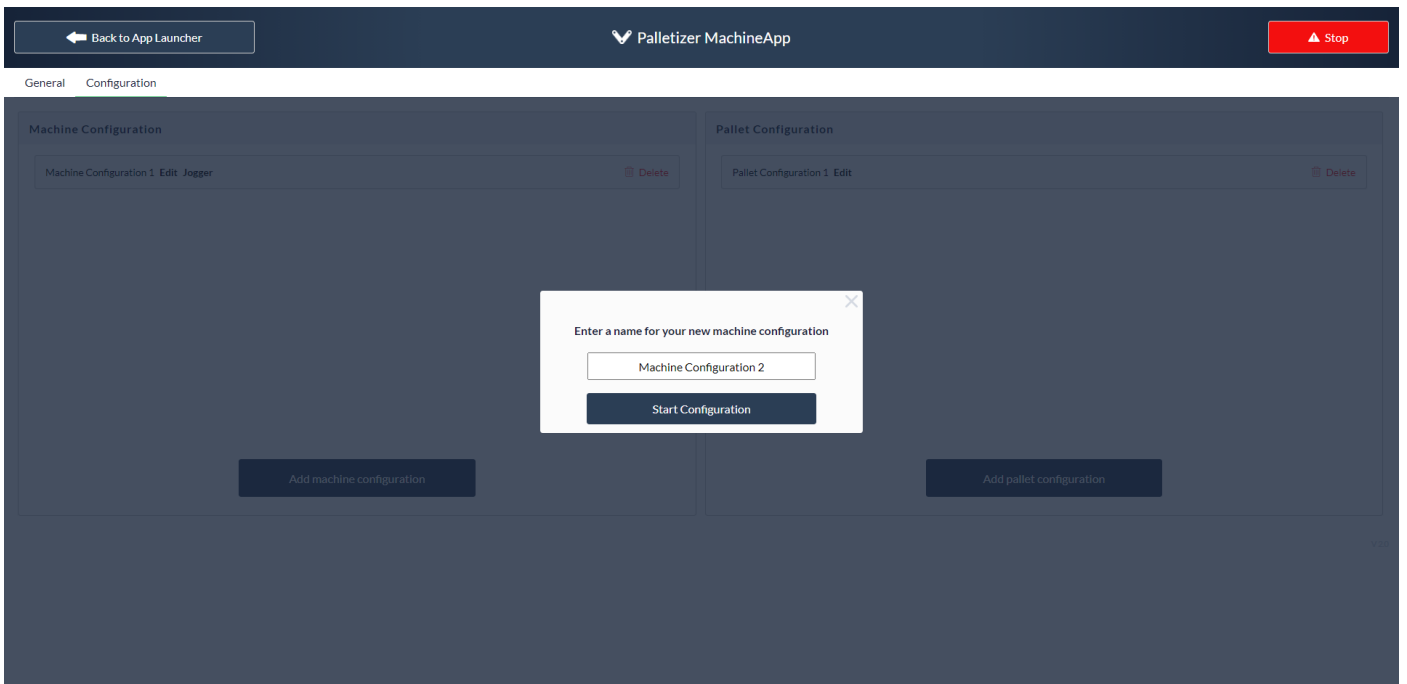 Back to App Launcher
Palletizer MachineApp
Stop
General Configuration
Machine Configuration
Machine Configuration 1 Edit Jogger Delete
Pallet Configuration
Pallet Configuration 1 Edit Delete
Enter a name for your new machine configuration
Machine Configuration 2
Start Configuration
Add machine configuration
Add pallet configuration